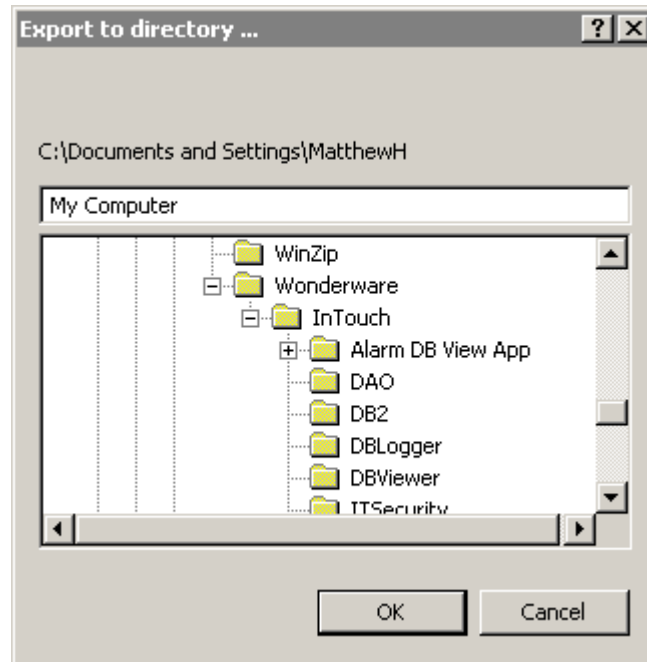 Export to directory ...
C:\Documents and Settings\MatthewH
My Computer
WinZip
Wonderware
InTouch
Alarm DB View App
DAO
DB2
DBLogger
DBViewer
ITSecurity
OK Cancel